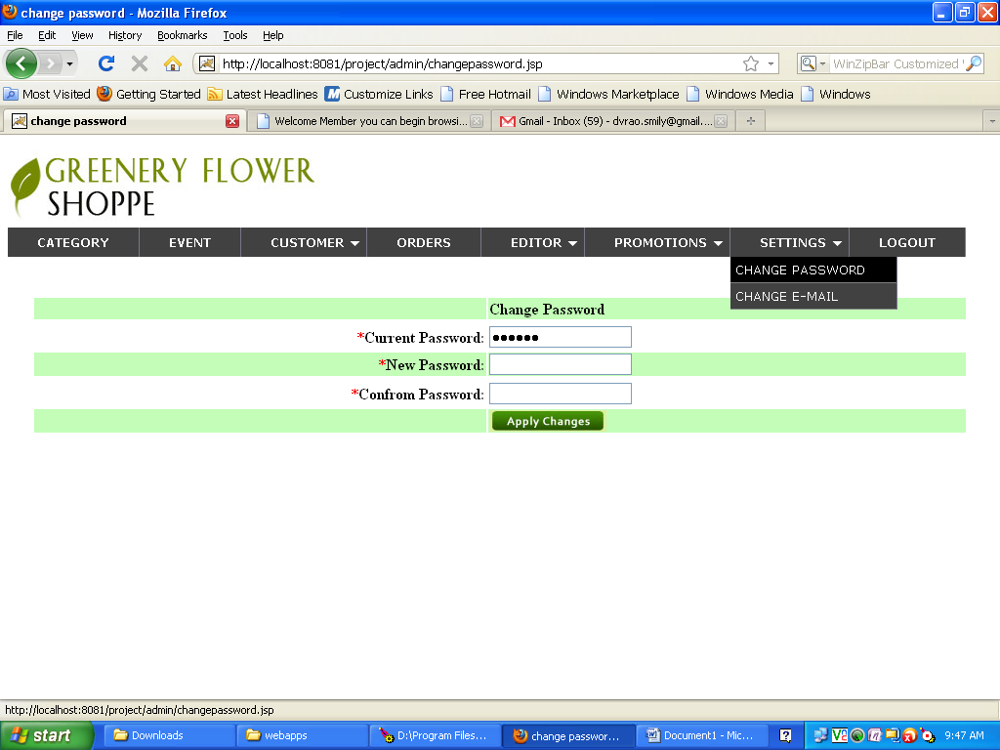 change password - Mozilla Firefox
File Edit View History Bookmarks Tools Help
http://localhost:8081/project/admin/changepassword.jsp WinZipBar Customized
Most Visited Getting Started Latest Headlines Customize Links Free Hotmail Windows Marketplace Windows Media Windows
change password Welcome Member you can begin browsi... Gmail - Inbox (59) - dvrao.smily@gmail....
GREENERY FLOWER
SHOPPE
CATEGORY EVENT CUSTOMER ORDERS EDITOR PROMOTIONS SETTINGS LOGOUT
CHANGE PASSWORD
CHANGE E-MAIL
Change Password
*Current Password:
*New Password:
*Confrom Password:
Apply Changes
http://localhost:8081/project/admin/changepassword.jsp
start Downloads webapps D:\Program Files... change passwor... Document1 - Mic... 9:47 AM